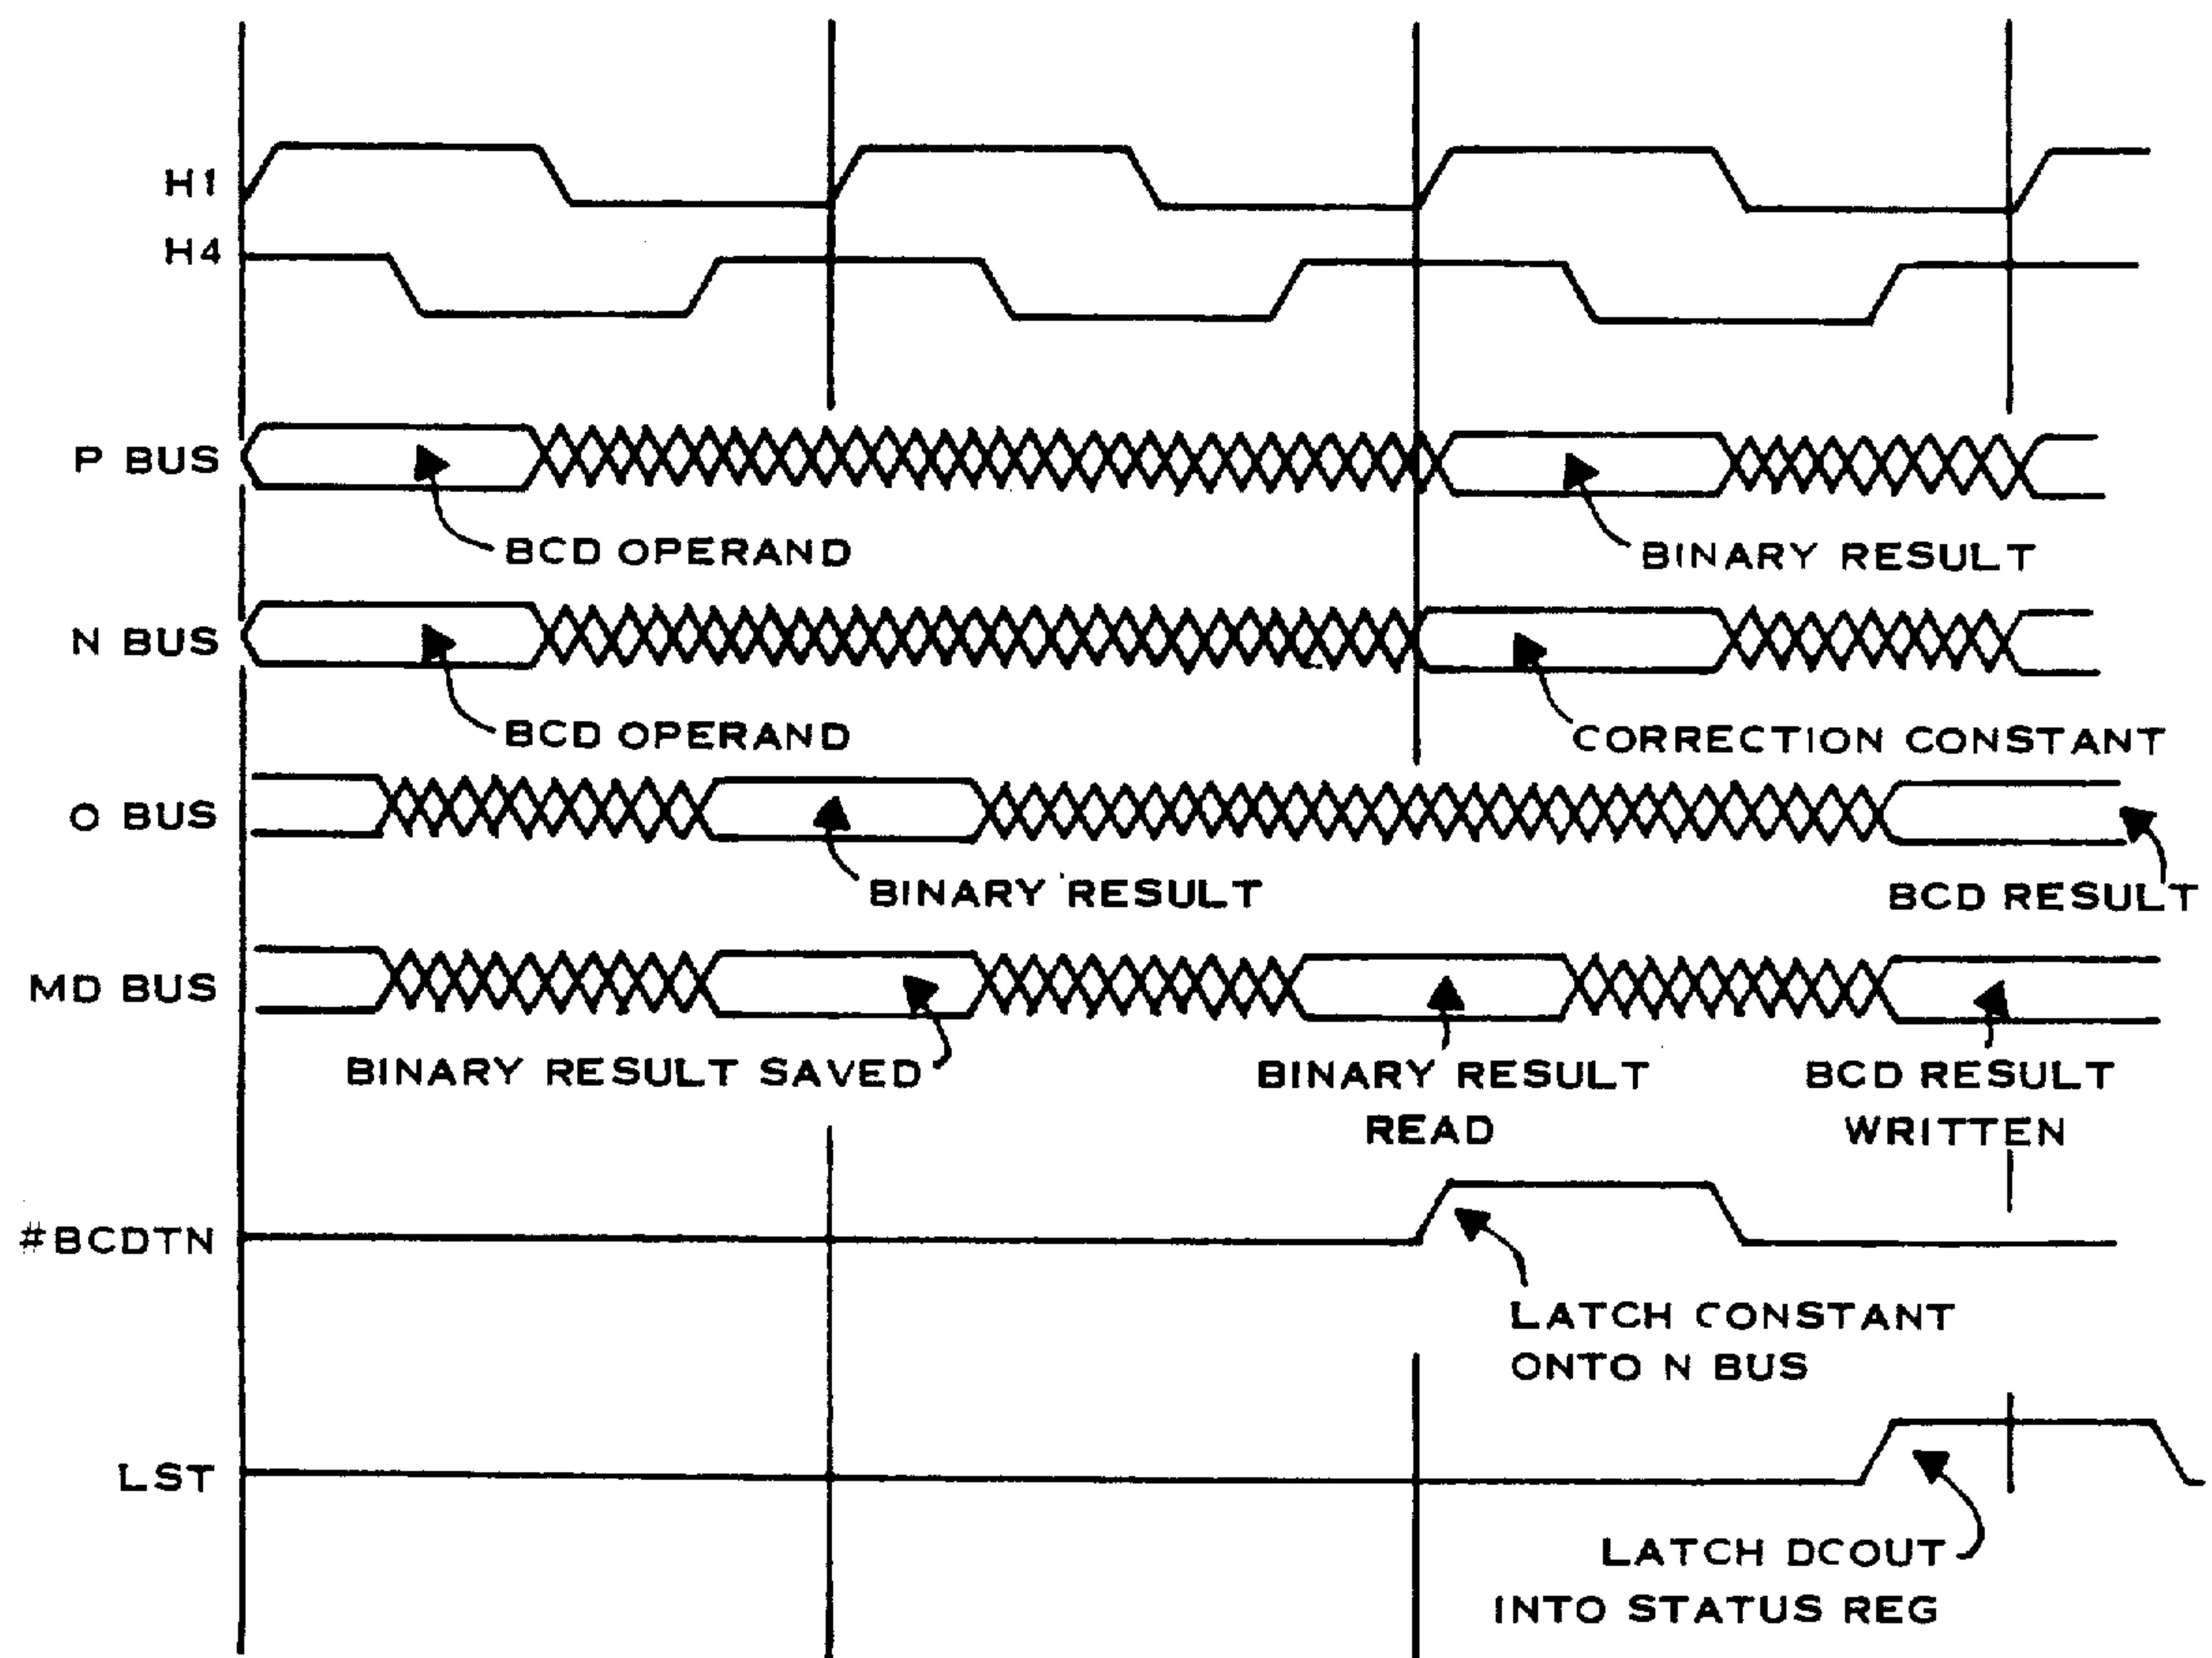 H1
H4
P BUS
BCD OPERAND
BINARY RESULT
N BUS
BCD OPERAND
CORRECTION CONSTANT
O BUS
BINARY RESULT
BCD RESULT
MD BUS
BINARY RESULT SAVED
BINARY RESULT
READ
BCD RESULT
WRITTEN
#BCDTN
LATCH CONSTANT
ONTO N BUS
LST
LATCH DCOUT
INTO STATUS REG